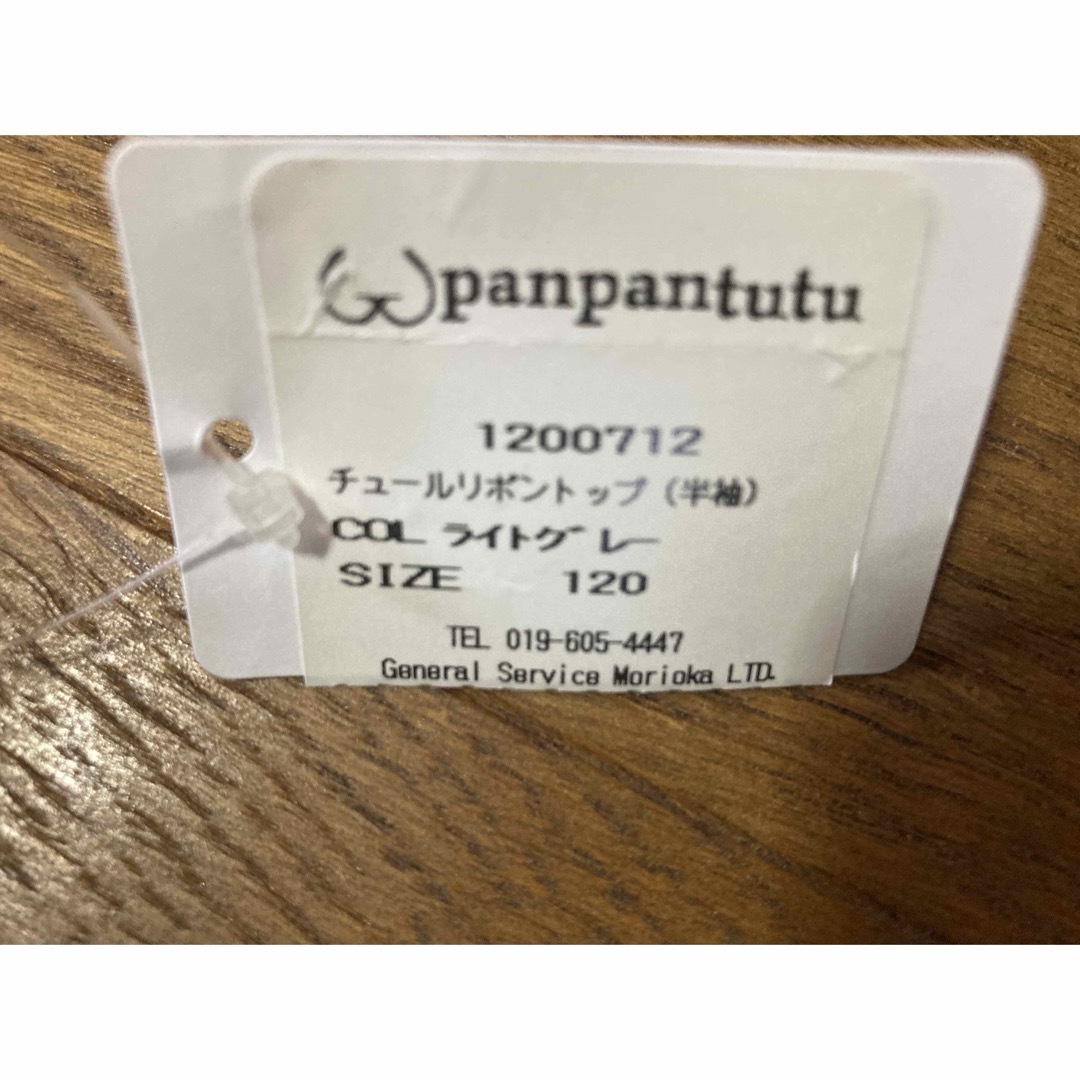 panpantutu
1200712
チュールリボントップ（半袖）
COL ライトグレー
SIZE 120
TEL 019-605-4447
General Service Morioka LTD.